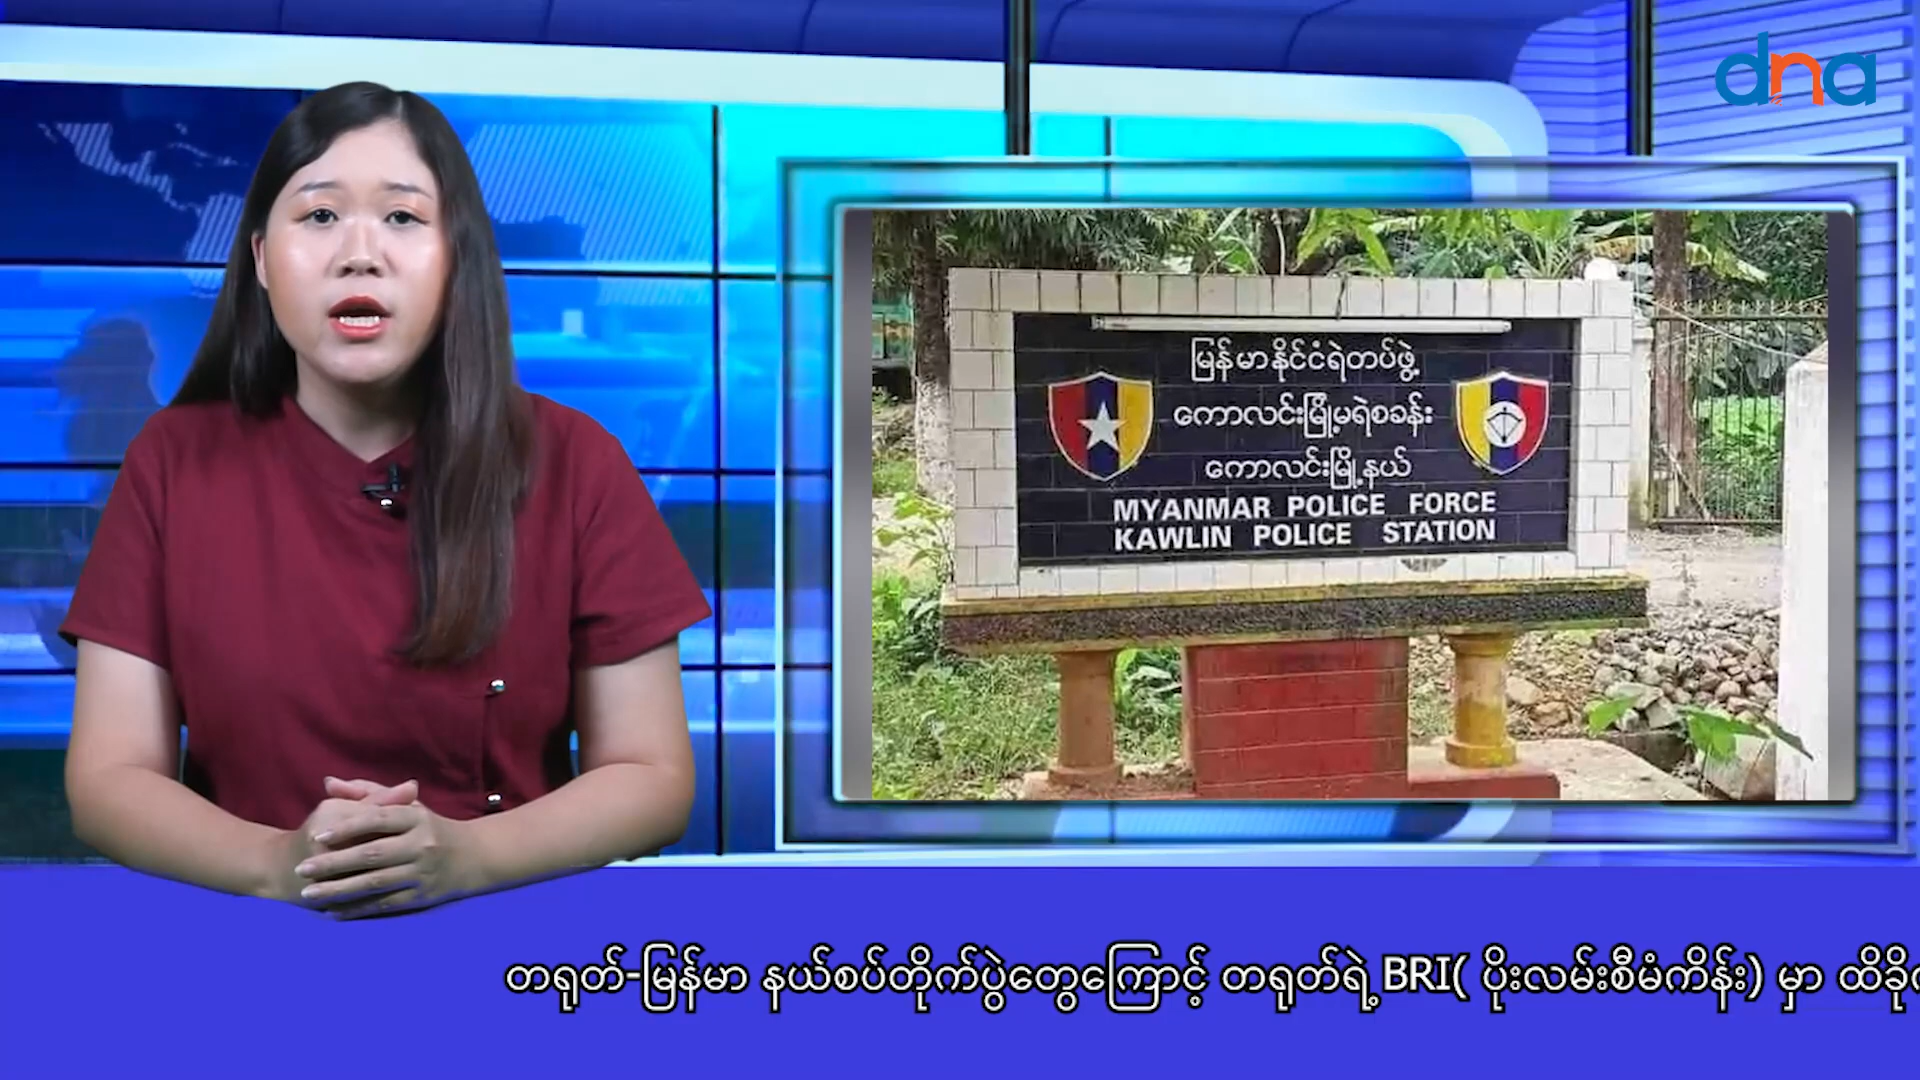 dna
မြန်မာနိုင်ငံရဲတပ်ဖွဲ့
ကောလင်းမြို့မရဲစခန်း
ကောလင်းမြို့နယ်
MYANMAR POLICE FORCE
KAWLIN POLICE STATION
တရုတ်-မြန်မာ နယ်စပ်တိုက်ပွဲတွေကြောင့် တရုတ်ရဲ့ BRI( ပိုးလမ်းစီမံကိန်း) မှာ